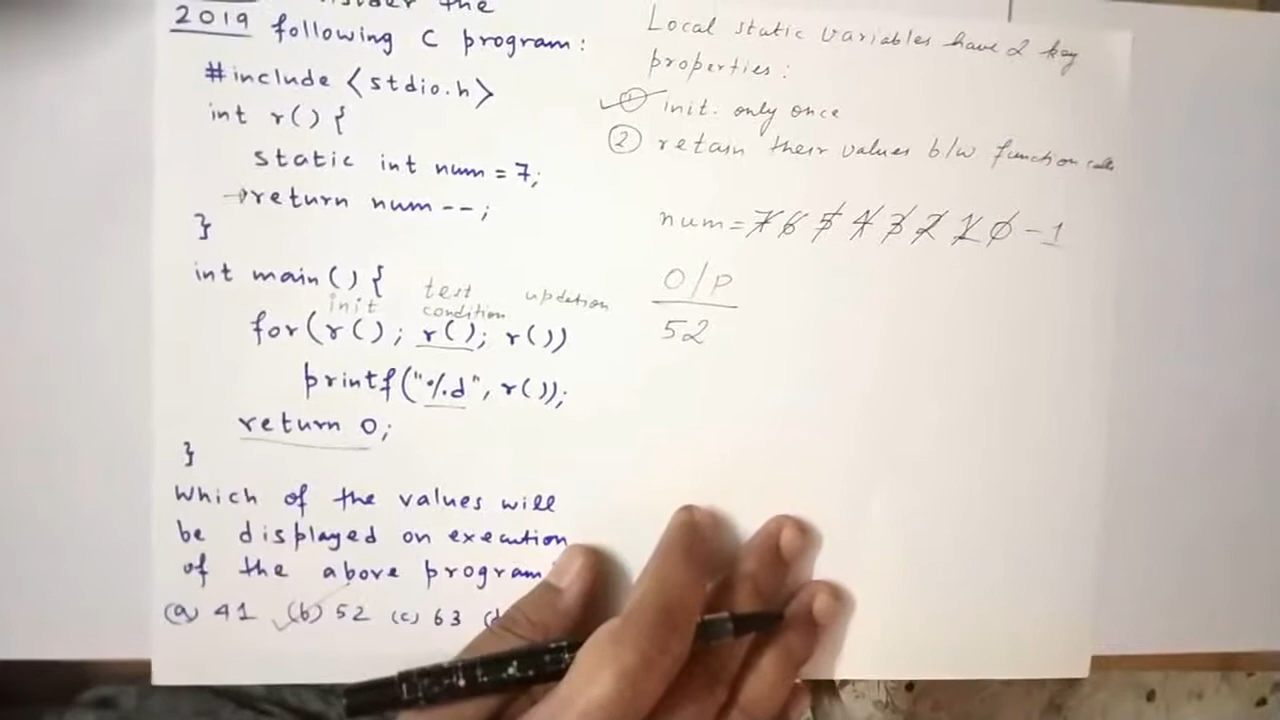 the
2019 following C program:
#include <stdio.h>
int r() {
static int num = 7;
→return num--;
}
int main() {
init test condition updation
for(r(); r(); r())
printf("%d", r());
return 0;
}
Which of the values will
be displayed on execution
of the above program
(a) 41 (b) 52 (c) 63 (d
Local static variables have 2 key
properties:
① init. only once
② retain their values b/w function calls
num = 7 6 5 4 3 2 1 0 -1
O/P
52